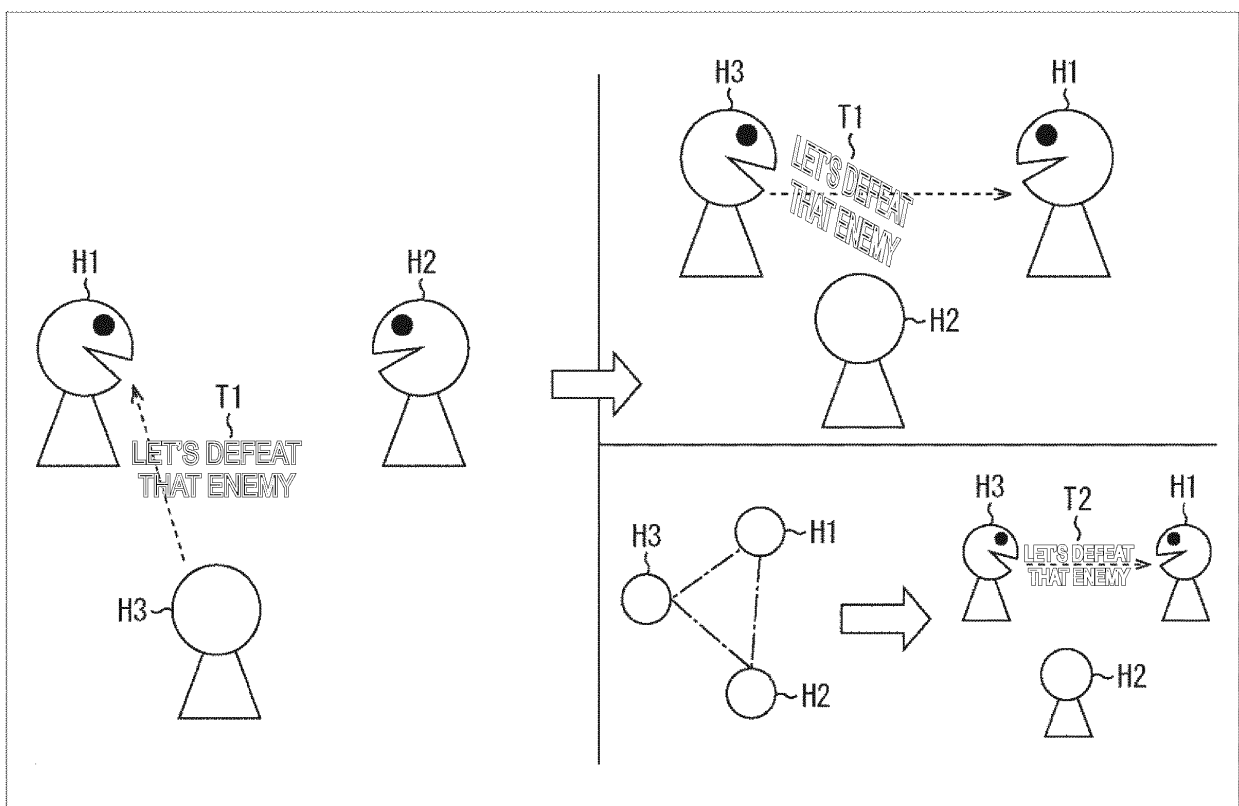 H1
H2
T1
LET'S DEFEAT
THAT ENEMY
H3
H3
H1
T1
LET'S DEFEAT
THAT ENEMY
H2
H3
H1
H2
H3
T2
H1
LET'S DEFEAT
THAT ENEMY
H2